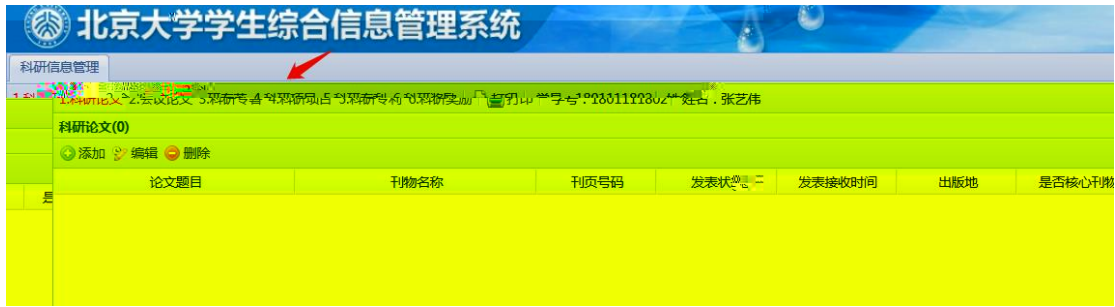 北京大学学生综合信息管理系统
科研信息管理
1.科研论文 2.会议论文 3.科研专著 4.科研项目 5.科研专利 6.科研奖励 打印 学号: 姓名:张艺伟
科研论文(0)
添加 编辑 删除
论文题目 刊物名称 刊页号码 发表状 发表接收时间 出版地 是否核心刊物
是